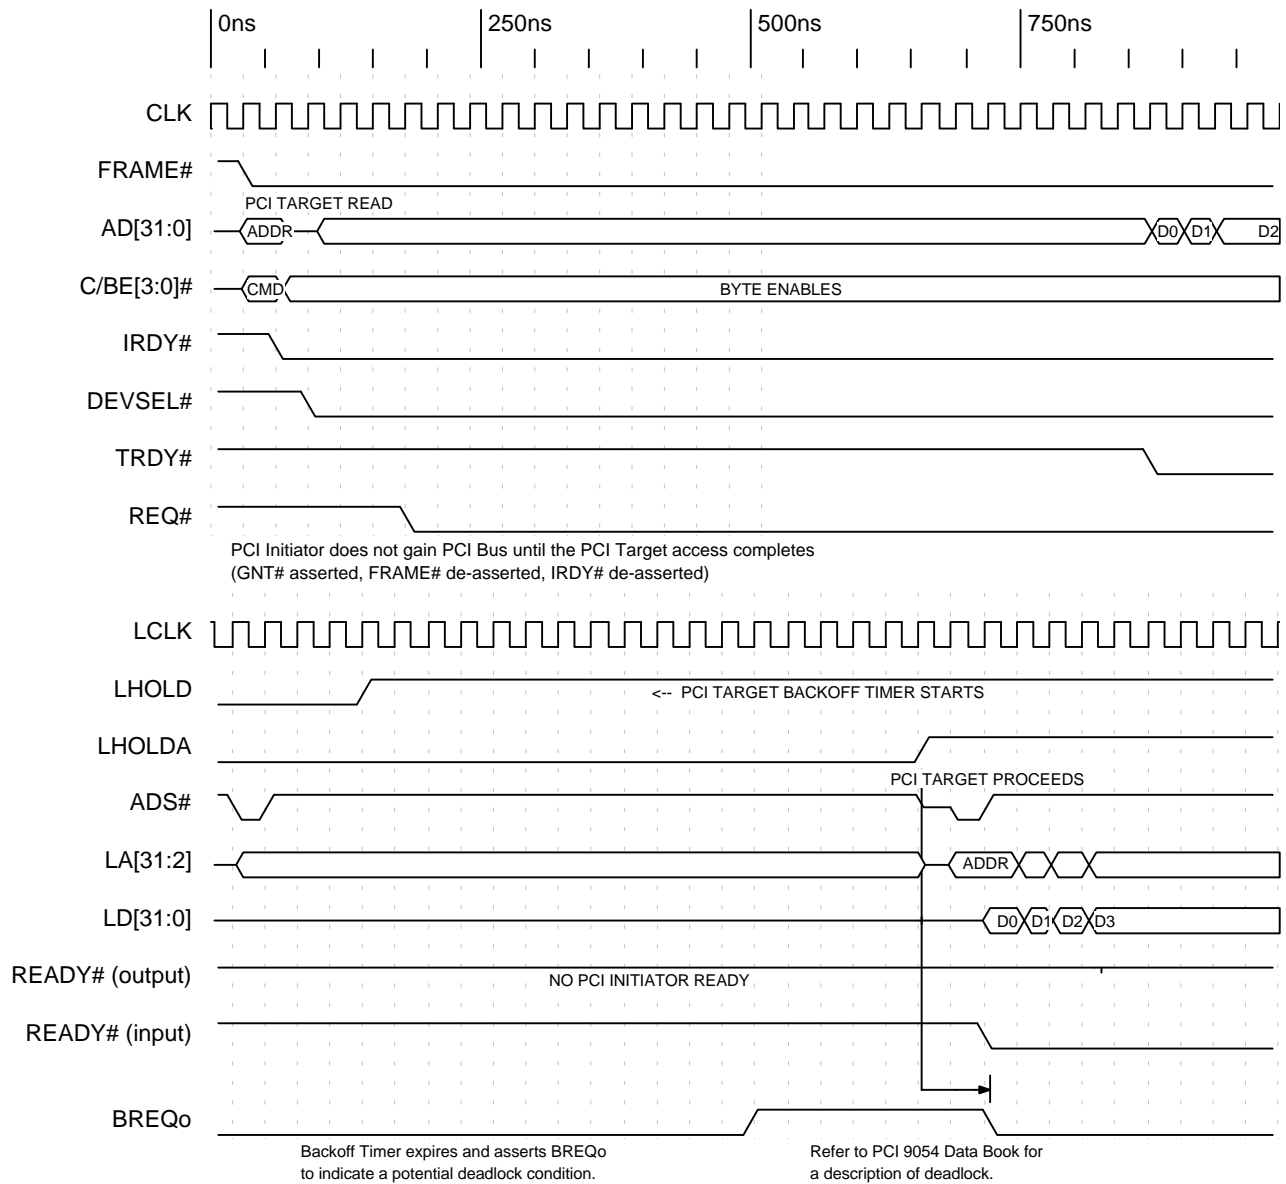 0ns 250ns 500ns 750ns
CLK
FRAME#
PCI TARGET READ
AD[31:0] ADDR D0 D1 D2
C/BE[3:0]# CMD BYTE ENABLES
IRDY#
DEVSEL#
TRDY#
REQ#
PCI Initiator does not gain PCI Bus until the PCI Target access completes
(GNT# asserted, FRAME# de-asserted, IRDY# de-asserted)
LCLK
LHOLD <-- PCI TARGET BACKOFF TIMER STARTS
LHOLDA
PCI TARGET PROCEEDS
ADS#
LA[31:2] ADDR
LD[31:0] D0 D1 D2 D3
READY# (output) NO PCI INITIATOR READY
READY# (input)
BREQo
Backoff Timer expires and asserts BREQo
to indicate a potential deadlock condition.
Refer to PCI 9054 Data Book for
a description of deadlock.